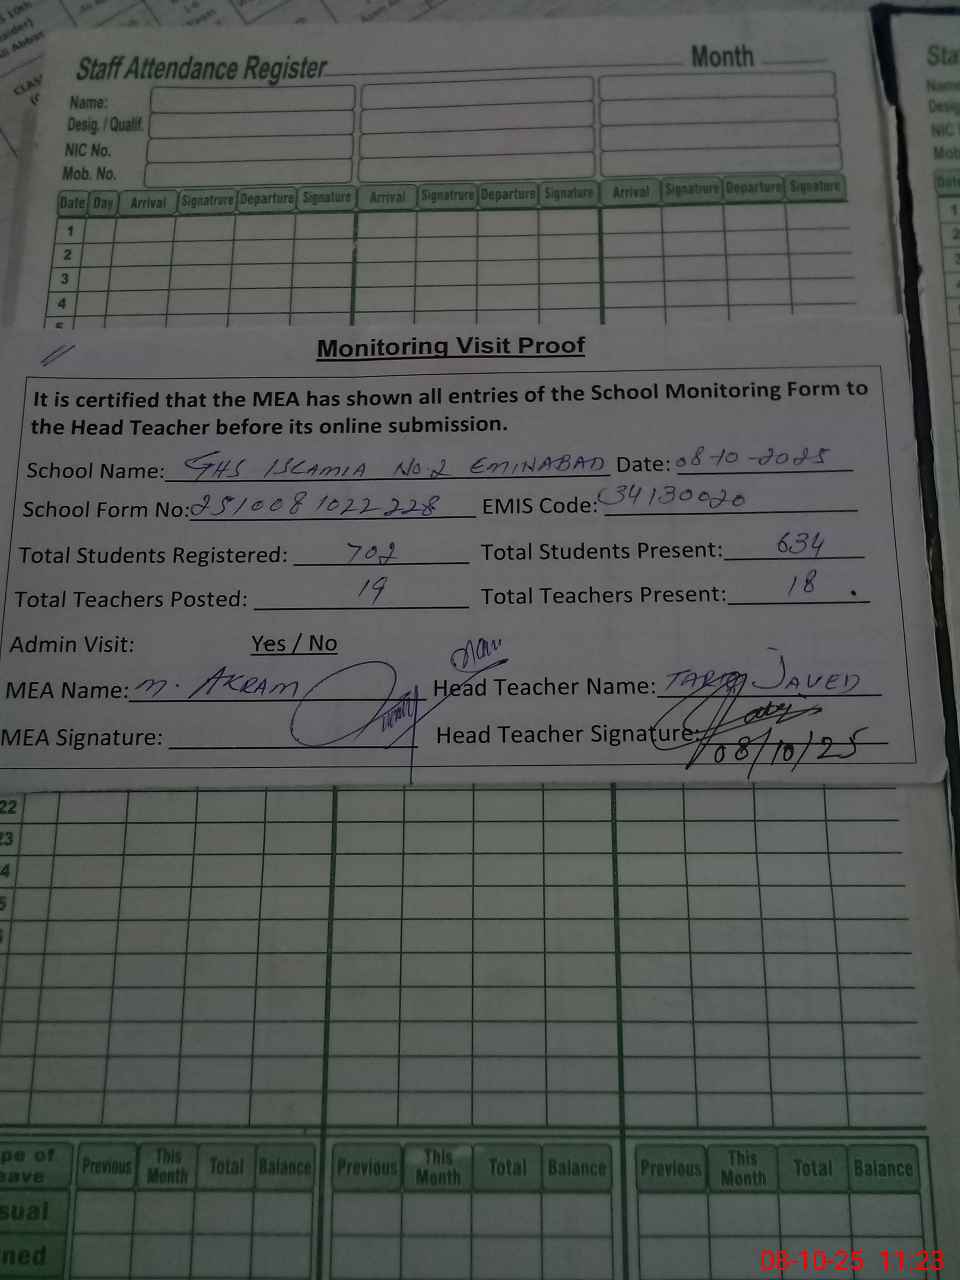 Staff Attendance Register Month
Name:
Desig. / Qualif.
NIC No.
Mob. No.
Date Day Arrival Signatrure Departure Signature Arrival Signatrure Departure Signature Arrival Signatrure Departure Signature
1
2
3
4
5
Monitoring Visit Proof
It is certified that the MEA has shown all entries of the School Monitoring Form to
the Head Teacher before its online submission.
School Name: GHS ISLAMIA NO.2 EMINABAD Date: 08-10-2025
School Form No: 2510081022228 EMIS Code: 34130020
Total Students Registered: 702 Total Students Present: 634
Total Teachers Posted: 19 Total Teachers Present: 18
Admin Visit: Yes / No
MEA Name: M. AKRAM Head Teacher Name: TARIQ JAVED
MEA Signature: Head Teacher Signature:
08/10/25
22
23
Previous This Month Total Balance Previous This Month Total Balance Previous This Month Total Balance
08-10-25 11:23